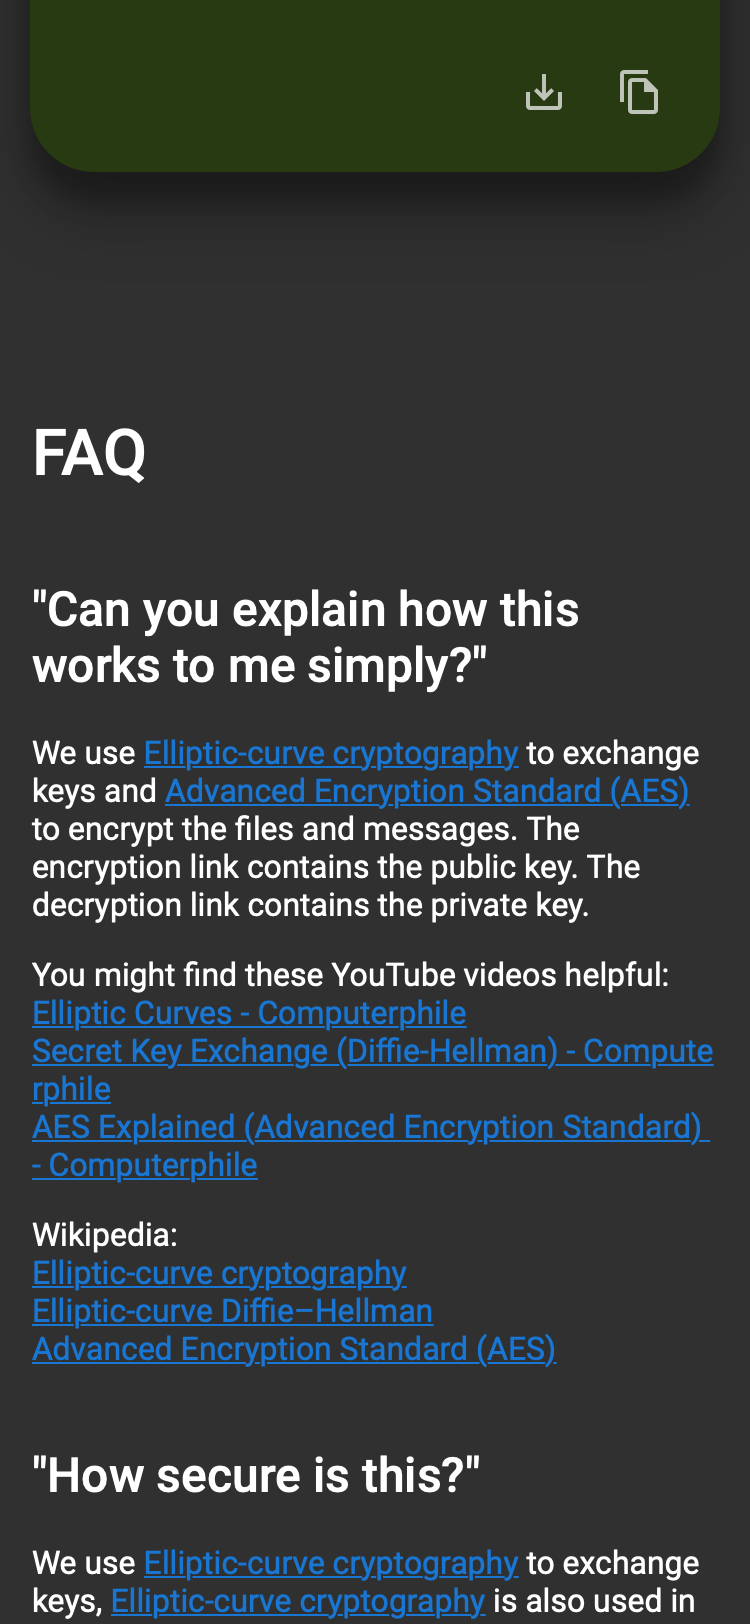 FAQ
"Can you explain how this
works to me simply?"
We use Elliptic-curve cryptography to exchange
keys and Advanced Encryption Standard (AES)
to encrypt the files and messages. The
encryption link contains the public key. The
decryption link contains the private key.
You might find these YouTube videos helpful:
Elliptic Curves - Computerphile
Secret Key Exchange (Diffie-Hellman) - Compute
rphile
AES Explained (Advanced Encryption Standard)
- Computerphile
Wikipedia:
Elliptic-curve cryptography
Elliptic-curve Diffie–Hellman
Advanced Encryption Standard (AES)
"How secure is this?"
We use Elliptic-curve cryptography to exchange
keys, Elliptic-curve cryptography is also used in